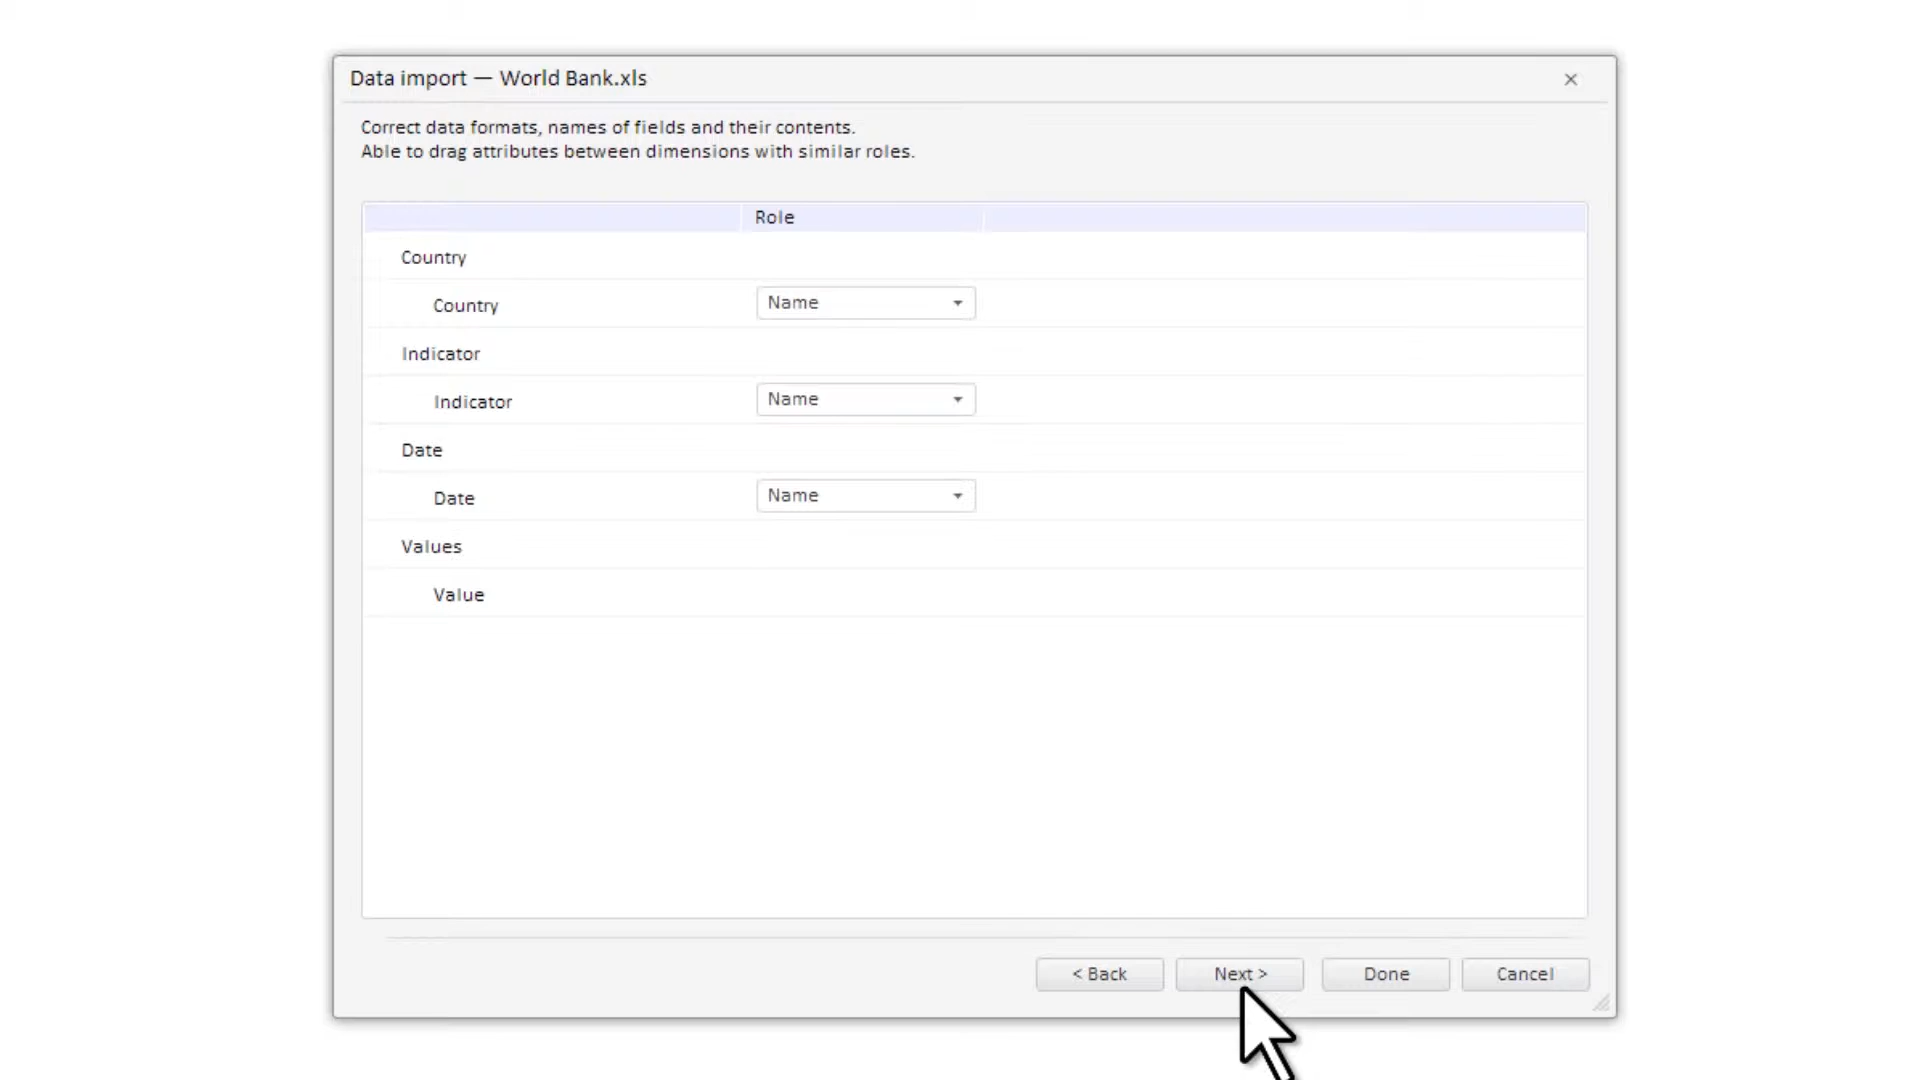 Data import — World Bank.xls
Correct data formats, names of fields and their contents.
Able to drag attributes between dimensions with similar roles.
Role
Country
Country Name
Indicator
Indicator Name
Date
Date Name
Values
Value
< Back Next > Done Cancel